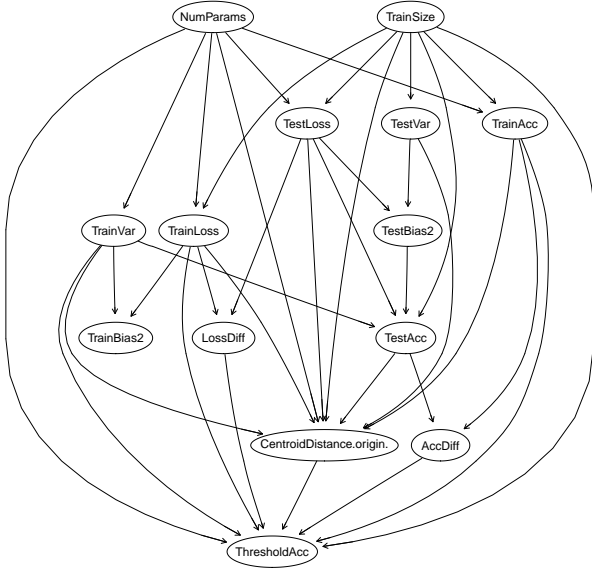 NumParams
TrainSize
TestLoss
TestVar
TrainAcc
TrainVar
TrainLoss
TestBias2
TrainBias2
LossDiff
TestAcc
CentroidDistance.origin.
AccDiff
ThresholdAcc